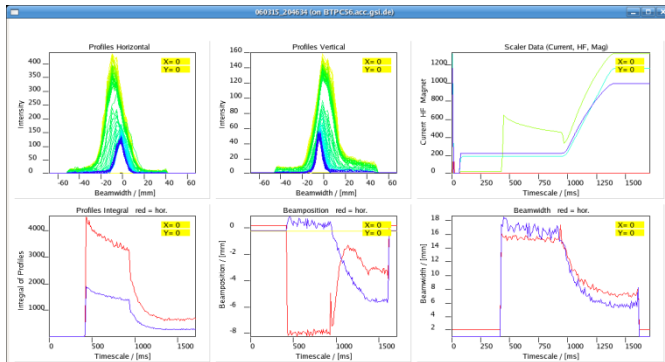 060315_204634 (on BTPC56.acc.gsi.de)
Profiles Horizontal
X= 0
Y= 0
Intensity
400
350
300
250
200
150
100
50
0
-60 -40 -20 0 20 40 60
Beamwidth / [mm]
Profiles Vertical
X= 0
Y= 0
Intensity
160
140
120
100
80
60
40
20
0
-60 -40 -20 0 20 40 60
Beamwidth / [mm]
Scaler Data (Current, HF, Mag)
X= 0
Y= 0
Current HF Magnet
1200
1000
800
600
400
200
0
0 250 500 750 1000 1250 1500
Timescale / [ms]
Profiles Integral red = hor.
X= 0
Y= 0
Integral of Profiles
4000
3000
2000
1000
0 500 1000 1500
Timescale / [ms]
Beamposition red = hor.
X= 0
Y= 0
Beamposition / [mm]
0
-2
-4
-6
-8
0 500 1000 1500
Timescale / [ms]
Beamwidth red = hor.
X= 0
Y= 0
Beamwidth / [mm]
18
16
14
12
10
8
6
4
2
0 250 500 750 1000 1250 1500
Timescale / [ms]